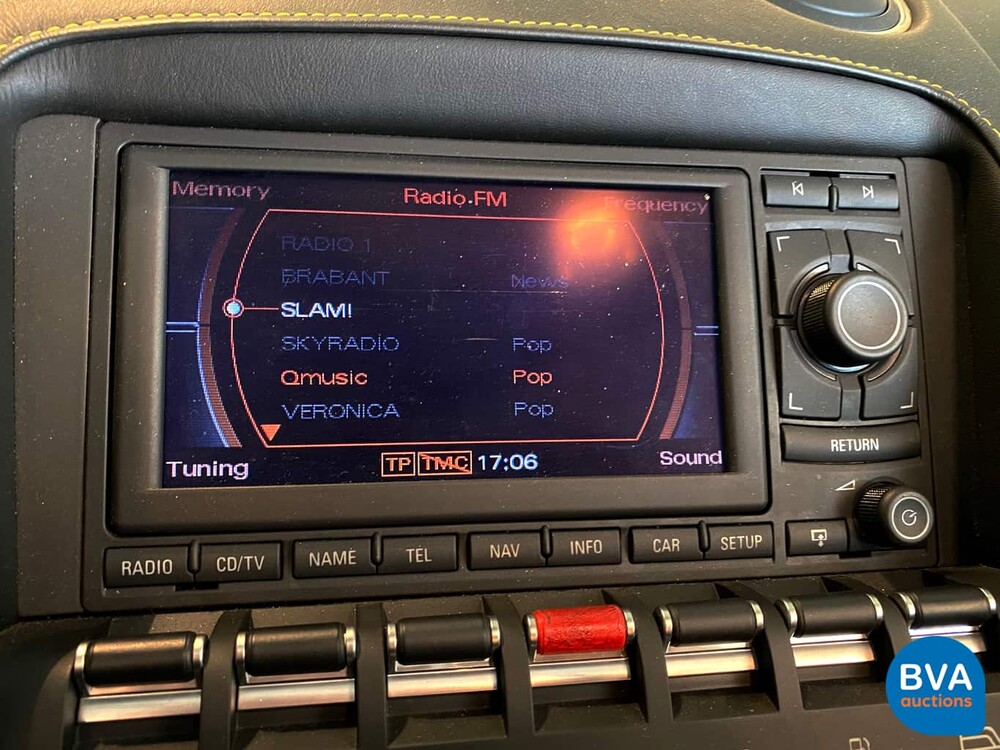 Memory Radio FM Frequency
RADIO 1
BRABANT News
SLAM!
SKYRADIO Pop
Qmusic Pop
VERONICA Pop
Tuning TP TMC 17:06 Sound
RETURN
RADIO CD/TV NAME TEL NAV INFO CAR SETUP
BVA
auctions